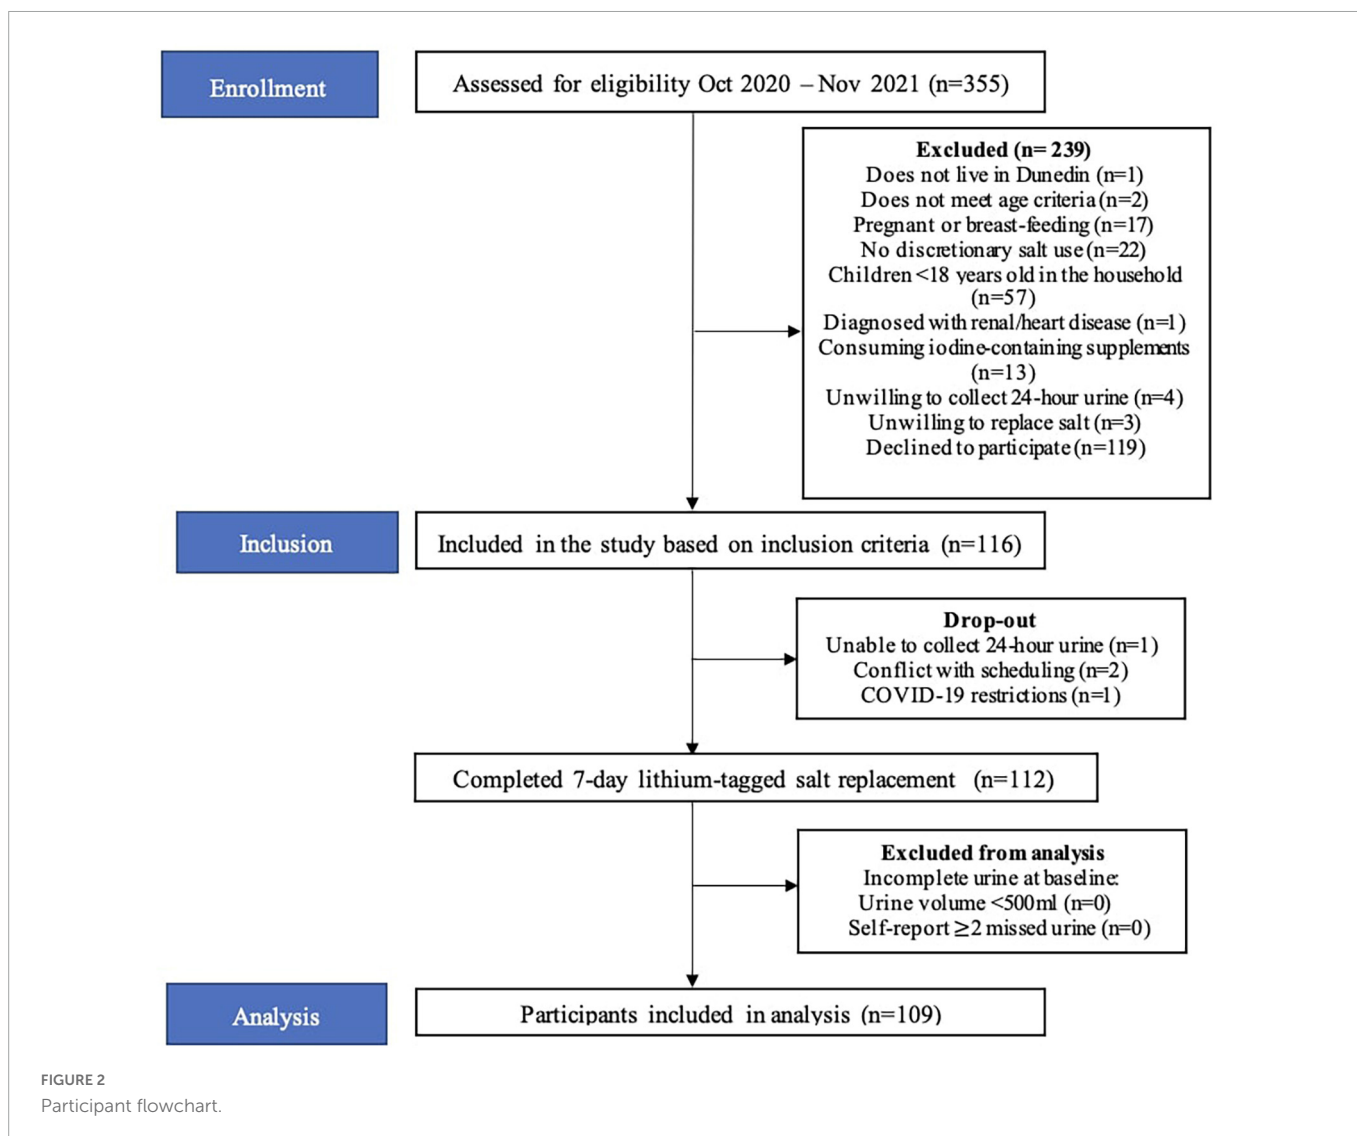 Enrollment
Assessed for eligibility Oct 2020 – Nov 2021 (n=355)
Excluded (n= 239)
Does not live in Dunedin (n=1)
Does not meet age criteria (n=2)
Pregnant or breast-feeding (n=17)
No discretionary salt use (n=22)
Children <18 years old in the household
(n=57)
Diagnosed with renal/heart disease (n=1)
Consuming iodine-containing supplements
(n=13)
Unwilling to collect 24-hour urine (n=4)
Unwilling to replace salt (n=3)
Declined to participate (n=119)
Inclusion
Included in the study based on inclusion criteria (n=116)
Drop-out
Unable to collect 24-hour urine (n=1)
Conflict with scheduling (n=2)
COVID-19 restrictions (n=1)
Completed 7-day lithium-tagged salt replacement (n=112)
Excluded from analysis
Incomplete urine at baseline:
Urine volume <500ml (n=0)
Self-report ≥2 missed urine (n=0)
Analysis
Participants included in analysis (n=109)
FIGURE 2
Participant flowchart.